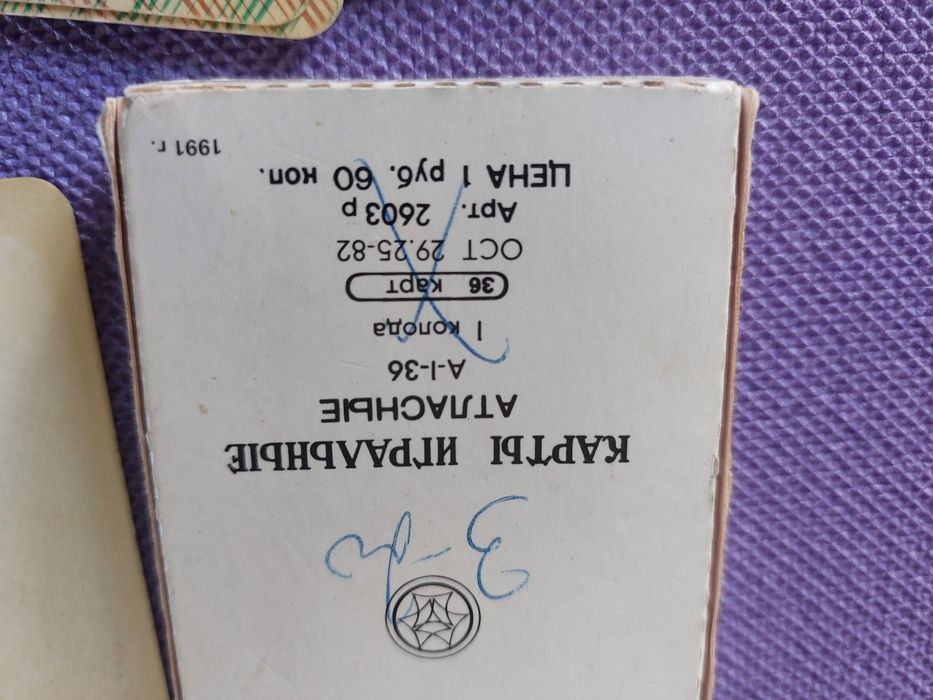 3-р
КАРТЫ ИГРАЛЬНЫЕ
АТЛАСНЫЕ
А-I-36
I колода
36 карт
ОСТ 29.25-82
Арт. 2603 р
ЦЕНА 1 руб. 60 коп.
1991 г.